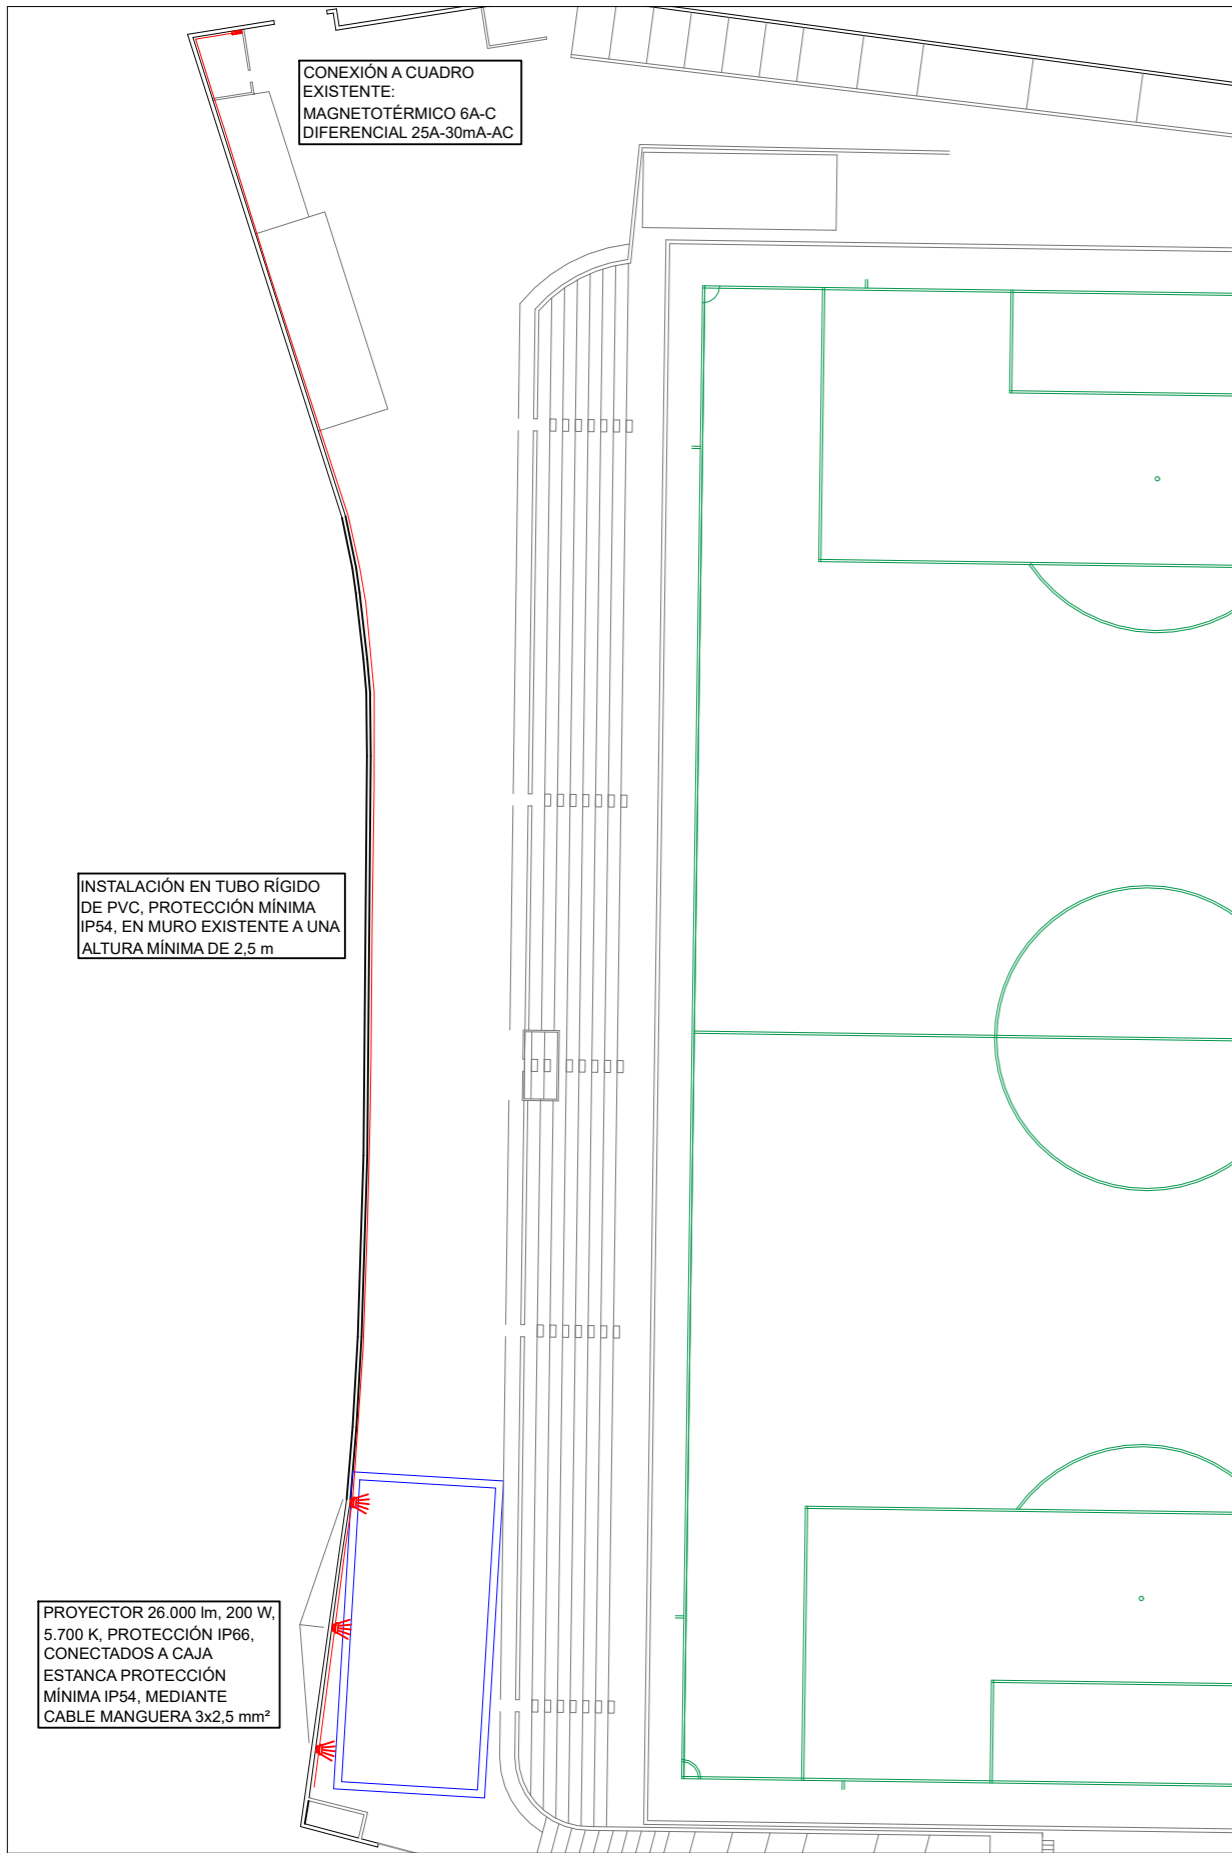 CONEXIÓN A CUADRO
EXISTENTE:
MAGNETOTÉRMICO 6A-C
DIFERENCIAL 25A-30mA-AC
INSTALACIÓN EN TUBO RÍGIDO
DE PVC, PROTECCIÓN MÍNIMA
IP54, EN MURO EXISTENTE A UNA
ALTURA MÍNIMA DE 2,5 m
PROYECTOR 26.000 lm, 200 W,
5.700 K, PROTECCIÓN IP66,
CONECTADOS A CAJA
ESTANCA PROTECCIÓN
MÍNIMA IP54, MEDIANTE
CABLE MANGUERA 3x2,5 mm²